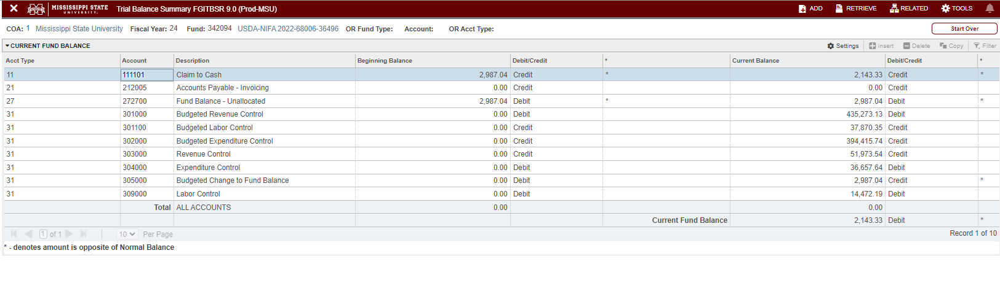 ✕ MISSISSIPPI STATE UNIVERSITY. Trial Balance Summary FGITBSR 9.0 (Prod-MSU) ADD RETRIEVE RELATED TOOLS
COA: 1 Mississippi State University Fiscal Year: 24 Fund: 342094 USDA-NIFA 2022-68006-36496 OR Fund Type: Account: OR Acct Type: Start Over
CURRENT FUND BALANCE Settings Insert Delete Copy Filter
Acct Type Account Description Beginning Balance Debit/Credit * Current Balance Debit/Credit *
11 111101 Claim to Cash 2,987.04 Credit * 2,143.33 Credit *
21 212005 Accounts Payable - Invoicing 0.00 Credit 0.00 Credit
27 272700 Fund Balance - Unallocated 2,987.04 Debit * 2,987.04 Debit *
31 301000 Budgeted Revenue Control 0.00 Debit 435,273.13 Debit
31 301100 Budgeted Labor Control 0.00 Credit 37,870.35 Credit
31 302000 Budgeted Expenditure Control 0.00 Credit 394,415.74 Credit
31 303000 Revenue Control 0.00 Credit 51,973.54 Credit
31 304000 Expenditure Control 0.00 Debit 36,657.64 Debit
31 305000 Budgeted Change to Fund Balance 0.00 Debit 2,987.04 Credit *
31 309000 Labor Control 0.00 Debit 14,472.19 Debit
Total ALL ACCOUNTS 0.00 0.00
Current Fund Balance 2,143.33 Debit *
1 of 1 10 Per Page Record 1 of 10
* - denotes amount is opposite of Normal Balance